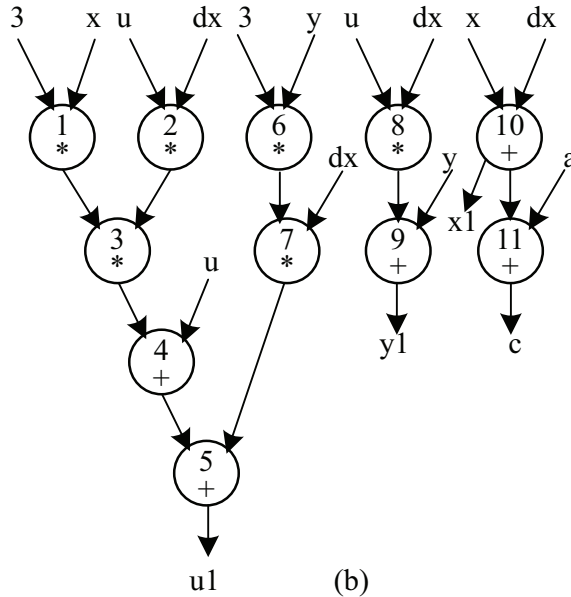 3 x u dx 3 y u dx x dx
1 2 6 8 10
* * * * +
dx y a
x1
3 7 9 11
* * + +
u
y1 c
4
+
5
+
u1 (b)